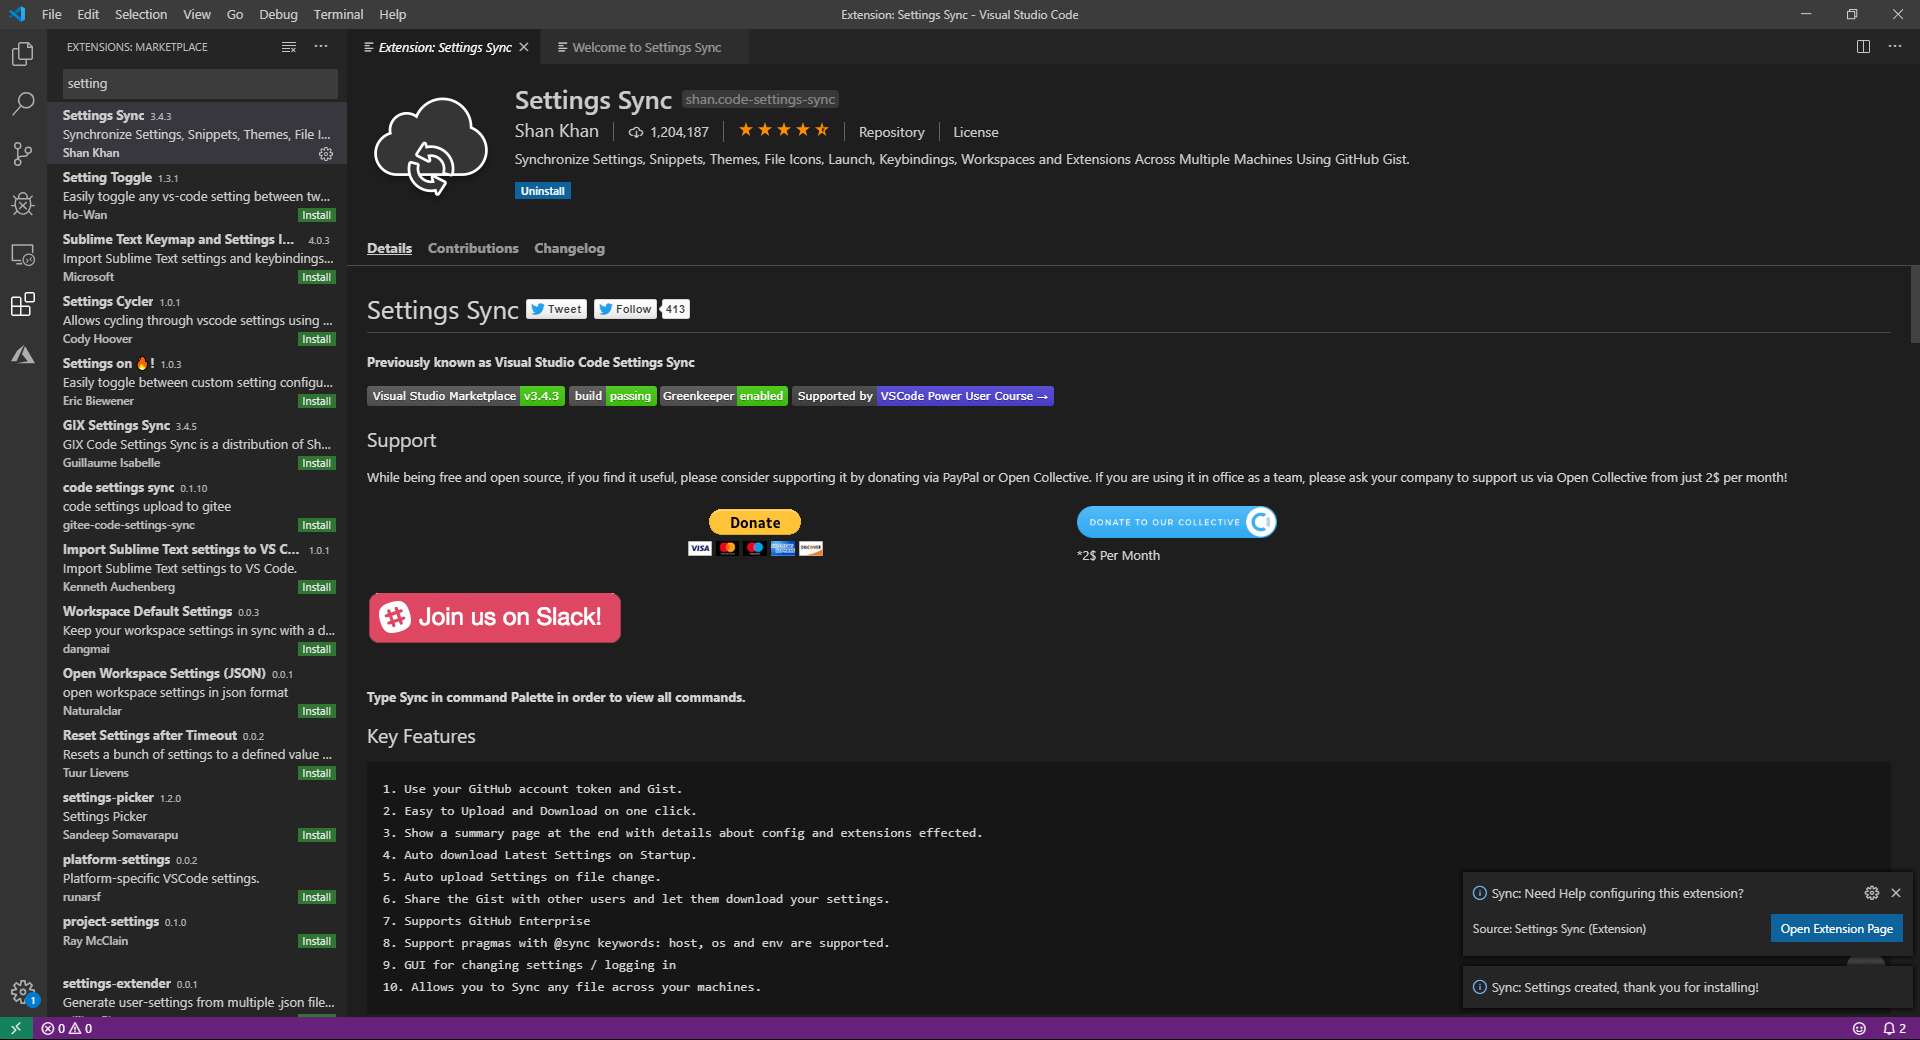 File Edit Selection View Go Debug Terminal Help
Extension: Settings Sync - Visual Studio Code
EXTENSIONS: MARKETPLACE
setting
Settings Sync 3.4.3
Synchronize Settings, Snippets, Themes, File I...
Shan Khan
Setting Toggle 1.3.1
Easily toggle any vs-code setting between tw...
Ho-Wan Install
Sublime Text Keymap and Settings I... 4.0.3
Import Sublime Text settings and keybindings...
Microsoft Install
Settings Cycler 1.0.1
Allows cycling through vscode settings using ...
Cody Hoover Install
Settings on 🔥! 1.0.3
Easily toggle between custom setting configu...
Eric Biewener Install
GIX Settings Sync 3.4.5
GIX Code Settings Sync is a distribution of Sh...
Guillaume Isabelle Install
code settings sync 0.1.10
code settings upload to gitee
gitee-code-settings-sync Install
Import Sublime Text settings to VS C... 1.0.1
Import Sublime Text settings to VS Code.
Kenneth Auchenberg Install
Workspace Default Settings 0.0.3
Keep your workspace settings in sync with a d...
dangmai Install
Open Workspace Settings (JSON) 0.0.1
open workspace settings in json format
Naturalclar Install
Reset Settings after Timeout 0.0.2
Resets a bunch of settings to a defined value ...
Tuur Lievens Install
settings-picker 1.2.0
Settings Picker
Sandeep Somavarapu Install
platform-settings 0.0.2
Platform-specific VSCode settings.
runarsf Install
project-settings 0.1.0
Ray McClain Install
settings-extender 0.0.1
Generate user-settings from multiple .json file...
Extension: Settings Sync
Welcome to Settings Sync
Settings Sync shan.code-settings-sync
Shan Khan 1,204,187 Repository License
Synchronize Settings, Snippets, Themes, File Icons, Launch, Keybindings, Workspaces and Extensions Across Multiple Machines Using GitHub Gist.
Uninstall
Details Contributions Changelog
Settings Sync Tweet Follow 413
Previously known as Visual Studio Code Settings Sync
Visual Studio Marketplace v3.4.3 build passing Greenkeeper enabled Supported by VSCode Power User Course →
Support
While being free and open source, if you find it useful, please consider supporting it by donating via PayPal or Open Collective. If you are using it in office as a team, please ask your company to support us via Open Collective from just 2$ per month!
Donate
VISA
DISCOVER
DONATE TO OUR COLLECTIVE
*2$ Per Month
Join us on Slack!
Type Sync in command Palette in order to view all commands.
Key Features
1. Use your GitHub account token and Gist.
2. Easy to Upload and Download on one click.
3. Show a summary page at the end with details about config and extensions effected.
4. Auto download Latest Settings on Startup.
5. Auto upload Settings on file change.
6. Share the Gist with other users and let them download your settings.
7. Supports GitHub Enterprise
8. Support pragmas with @sync keywords: host, os and env are supported.
9. GUI for changing settings / logging in
10. Allows you to Sync any file across your machines.
Sync: Need Help configuring this extension?
Source: Settings Sync (Extension) Open Extension Page
Sync: Settings created, thank you for installing!
1
0 0
2